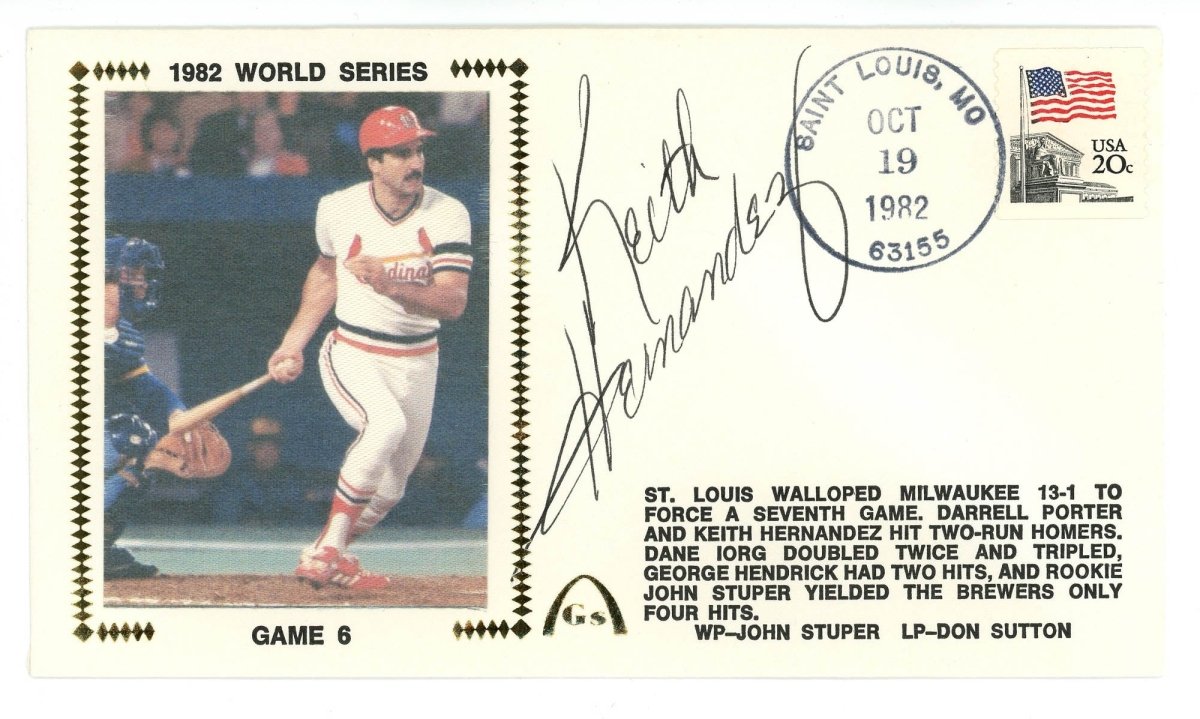 1982 WORLD SERIES
Cardinals
GAME 6
Keith
Hernandez
SAINT LOUIS, MO
OCT
19
1982
63155
USA
20c
ST. LOUIS WALLOPED MILWAUKEE 13-1 TO
FORCE A SEVENTH GAME. DARRELL PORTER
AND KEITH HERNANDEZ HIT TWO-RUN HOMERS.
DANE IORG DOUBLED TWICE AND TRIPLED,
GEORGE HENDRICK HAD TWO HITS, AND ROOKIE
JOHN STUPER YIELDED THE BREWERS ONLY
FOUR HITS.
WP–JOHN STUPER LP–DON SUTTON
Gs